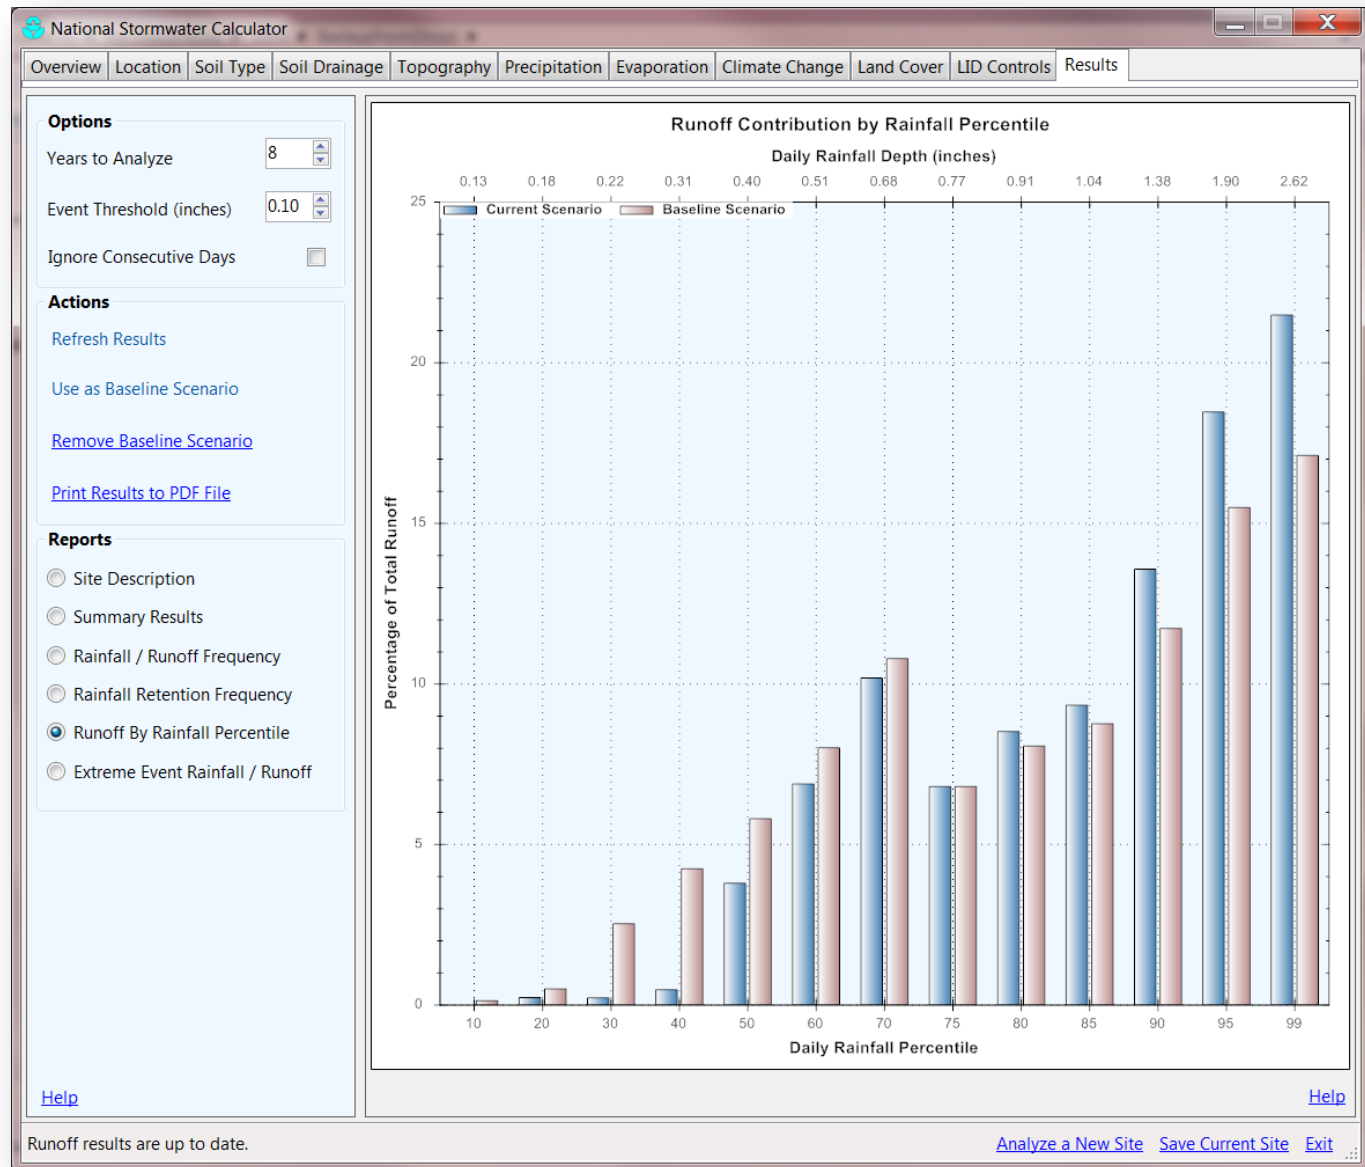 National Stormwater Calculator
Overview Location Soil Type Soil Drainage Topography Precipitation Evaporation Climate Change Land Cover LID Controls Results
Options
Years to Analyze 8
Event Threshold (inches) 0.10
Ignore Consecutive Days
Actions
Refresh Results
Use as Baseline Scenario
Remove Baseline Scenario
Print Results to PDF File
Reports
Site Description
Summary Results
Rainfall / Runoff Frequency
Rainfall Retention Frequency
Runoff By Rainfall Percentile
Extreme Event Rainfall / Runoff
Help
Runoff Contribution by Rainfall Percentile
Daily Rainfall Depth (inches)
0.13 0.18 0.22 0.31 0.40 0.51 0.68 0.77 0.91 1.04 1.38 1.90 2.62
Current Scenario Baseline Scenario
Percentage of Total Runoff
25
20
15
10
5
0
10 20 30 40 50 60 70 75 80 85 90 95 99
Daily Rainfall Percentile
Help
Runoff results are up to date.
Analyze a New Site Save Current Site Exit